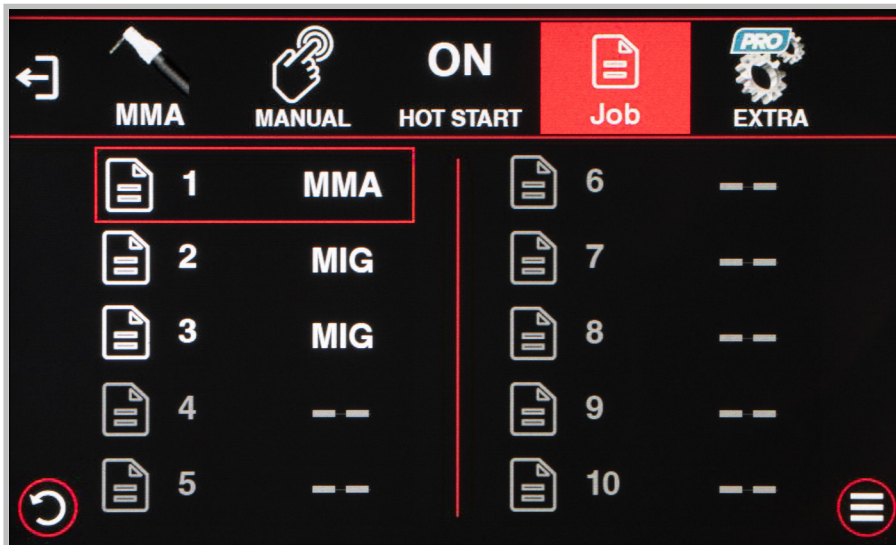 ON
PRO
MMA
MANUAL
HOT START
Job
EXTRA
1 MMA
2 MIG
3 MIG
4 -- --
5 -- --
6 -- --
7 -- --
8 -- --
9 -- --
10 -- --